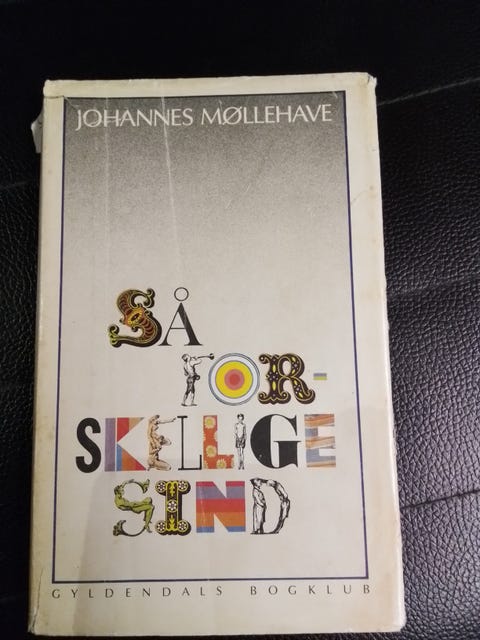 JOHANNES MØLLEHAVE
SÅ
FOR-
SKELLIGE
SIND
GYLDENDALS BOGKLUB